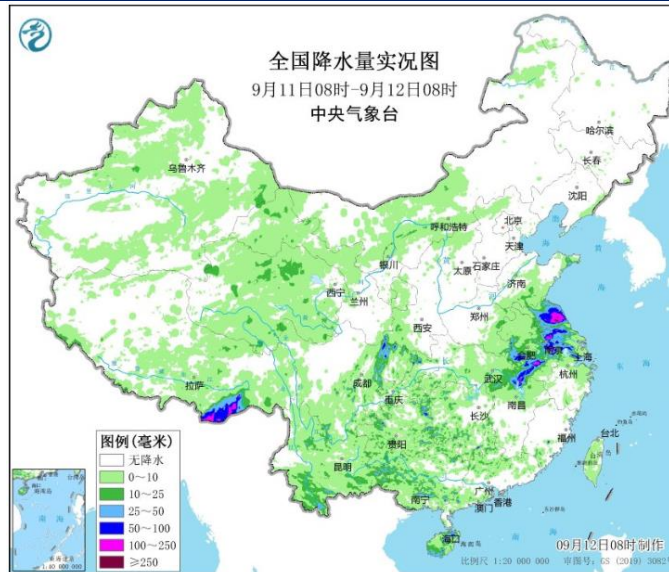 全国降水量实况图
9月11日08时-9月12日08时
中央气象台
哈尔滨
长春
沈阳
乌鲁木齐
呼和浩特
北京
天津
石家庄
太原
济南
银川
西宁
兰州
郑州
西安
合肥
南京
上海
杭州
武汉
成都
重庆
拉萨
南昌
长沙
贵阳
福州
台北
昆明
南宁
广州
香港
澳门
海口
图例(毫米)
无降水
0~10
10~25
25~50
50~100
100~250
≥250
南海
1:40 000 000
09月12日08时制作
比例尺 1:20 000 000